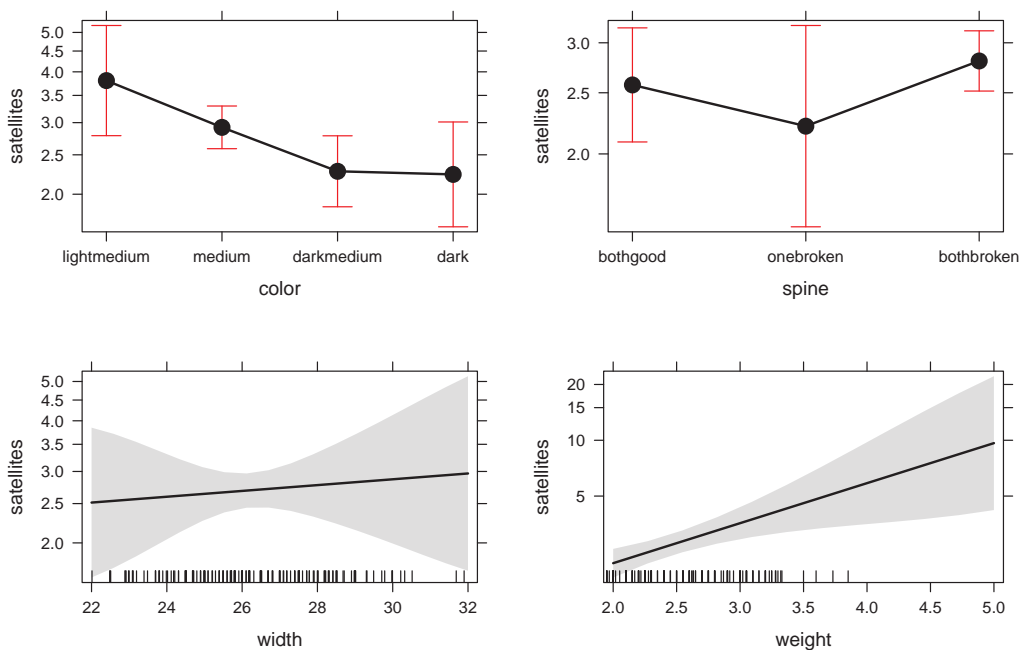 satellites
5.0
4.5
4.0
3.5
3.0
2.5
2.0
lightmedium medium darkmedium dark
color
satellites
3.0
2.5
2.0
bothgood onebroken bothbroken
spine
satellites
5.0
4.5
4.0
3.5
3.0
2.5
2.0
22 24 26 28 30 32
width
satellites
20
15
10
5
2.0 2.5 3.0 3.5 4.0 4.5 5.0
weight